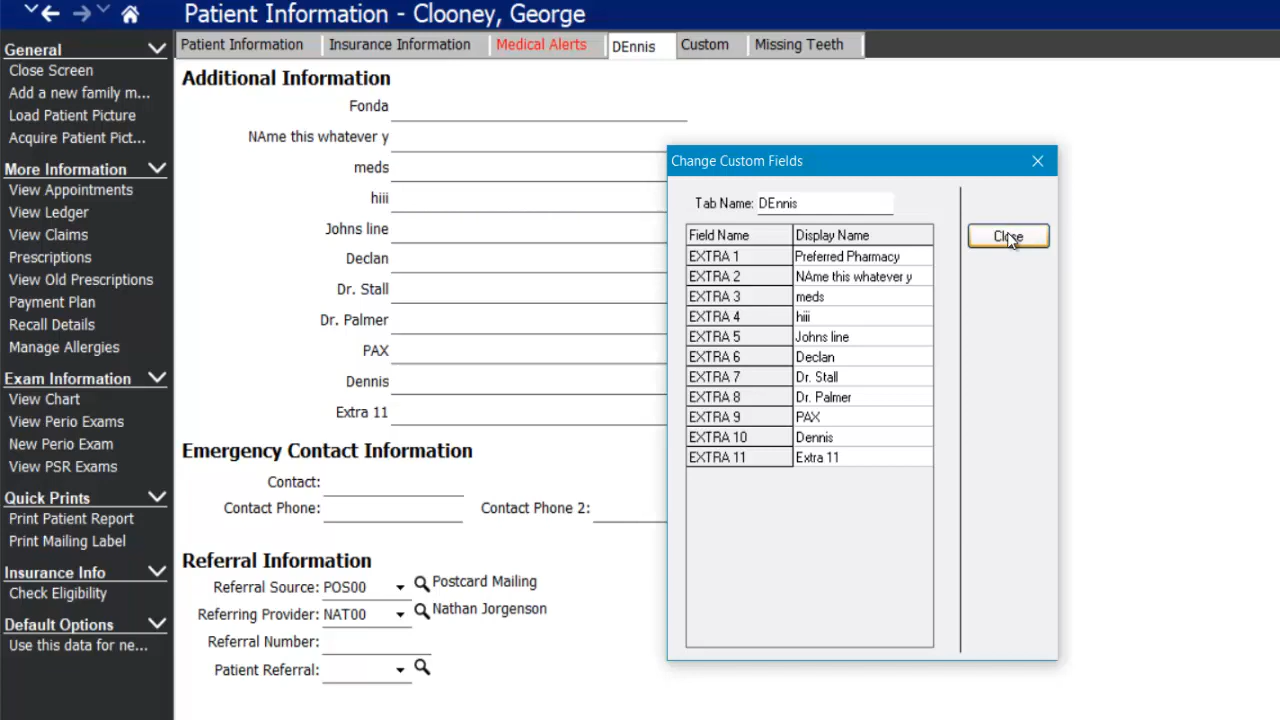 Patient Information - Clooney, George
General
Close Screen
Add a new family m...
Load Patient Picture
Acquire Patient Pict...
More Information
View Appointments
View Ledger
View Claims
Prescriptions
View Old Prescriptions
Payment Plan
Recall Details
Manage Allergies
Exam Information
View Chart
View Perio Exams
New Perio Exam
View PSR Exams
Quick Prints
Print Patient Report
Print Mailing Label
Insurance Info
Check Eligibility
Default Options
Use this data for ne...
Patient Information Insurance Information Medical Alerts DEnnis Custom Missing Teeth
Additional Information
Fonda
NAme this whatever y
meds
hiii
Johns line
Declan
Dr. Stall
Dr. Palmer
PAX
Dennis
Extra 11
Emergency Contact Information
Contact:
Contact Phone: Contact Phone 2:
Referral Information
Referral Source: POS00 Postcard Mailing
Referring Provider: NAT00 Nathan Jorgenson
Referral Number:
Patient Referral:
Change Custom Fields
Tab Name: DEnnis
Field Name Display Name
EXTRA 1 Preferred Pharmacy
EXTRA 2 NAme this whatever y
EXTRA 3 meds
EXTRA 4 hiii
EXTRA 5 Johns line
EXTRA 6 Declan
EXTRA 7 Dr. Stall
EXTRA 8 Dr. Palmer
EXTRA 9 PAX
EXTRA 10 Dennis
EXTRA 11 Extra 11
Close